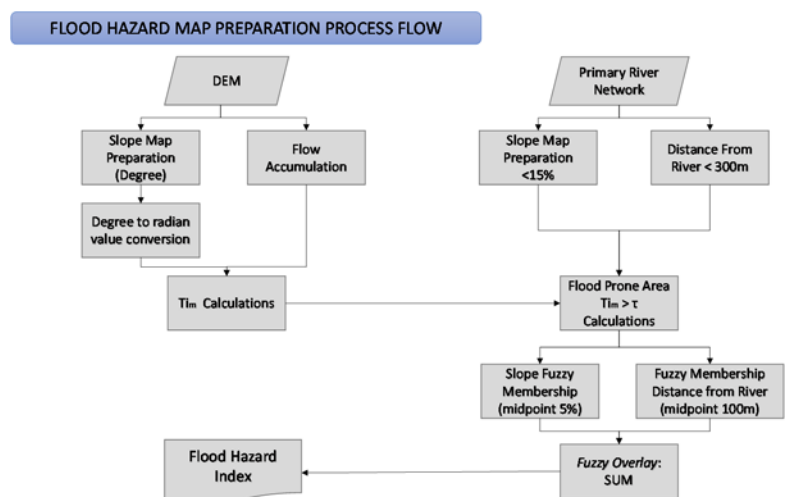 FLOOD HAZARD MAP PREPARATION PROCESS FLOW
DEM
Primary River
Network
Slope Map
Preparation
(Degree)
Flow
Accumulation
Slope Map
Preparation
<15%
Distance From
River < 300m
Degree to radian
value conversion
Tim Calculations
Flood Prone Area
Tim > τ
Calculations
Slope Fuzzy
Membership
(midpoint 5%)
Fuzzy Membership
Distance from River
(midpoint 100m)
Flood Hazard
Index
Fuzzy Overlay:
SUM